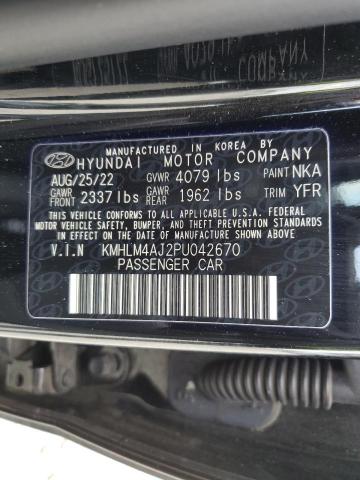 MANUFACTURED IN KOREA BY
HYUNDAI MOTOR COMPANY
AUG/25/22 GVWR 4079 lbs PAINT NKA
GAWR FRONT 2337 lbs GAWR REAR 1962 lbs TRIM YFR
THIS VEHICLE CONFORMS TO ALL APPLICABLE U.S. FEDERAL
MOTOR VEHICLE SAFETY, BUMPER, AND THEFT PREVENTION STANDARDS
IN EFFECT ON THE DATE OF MANUFACTURE SHOWN ABOVE.
V.I.N KMHLM4AJ2PU042670
PASSENGER CAR